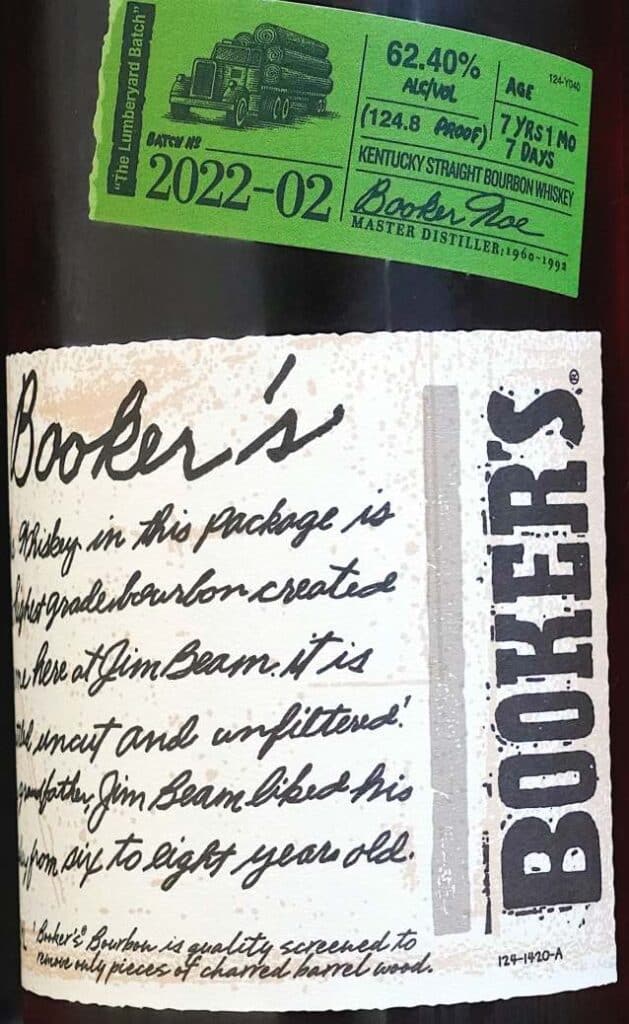 "The Lumberyard Batch"
BATCH Nº
2022-02
62.40%
ALC/VOL
(124.8 PROOF)
AGE
124-Y040
7 YRS 1 MO
7 DAYS
KENTUCKY STRAIGHT BOURBON WHISKEY
Booker Noe
MASTER DISTILLER, 1960-1992
Booker's
Whiskey in this package is
highest grade bourbon created
here at Jim Beam. it is
uncut and unfiltered!
grandfather, Jim Beam liked his
from six to eight years old.
Booker's® Bourbon is quality screened to
remove only pieces of charred barrel wood.
BOOKER'S®
124-1420-A